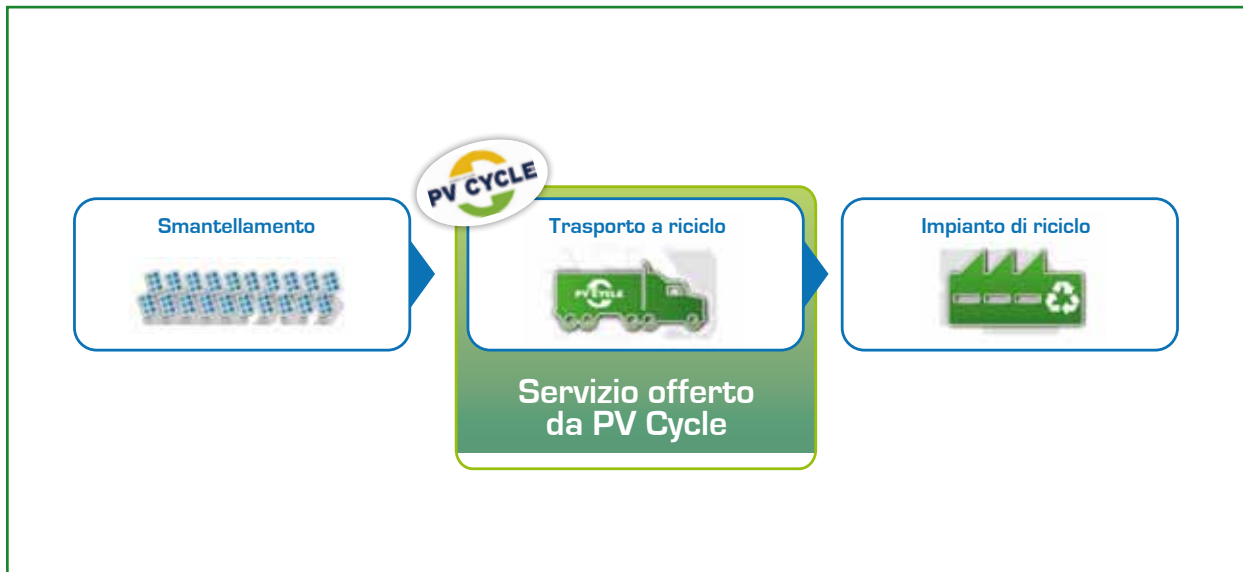 PV CYCLE
Smantellamento
Trasporto a riciclo
Impianto di riciclo
PV CYCLE
Servizio offerto
da PV Cycle